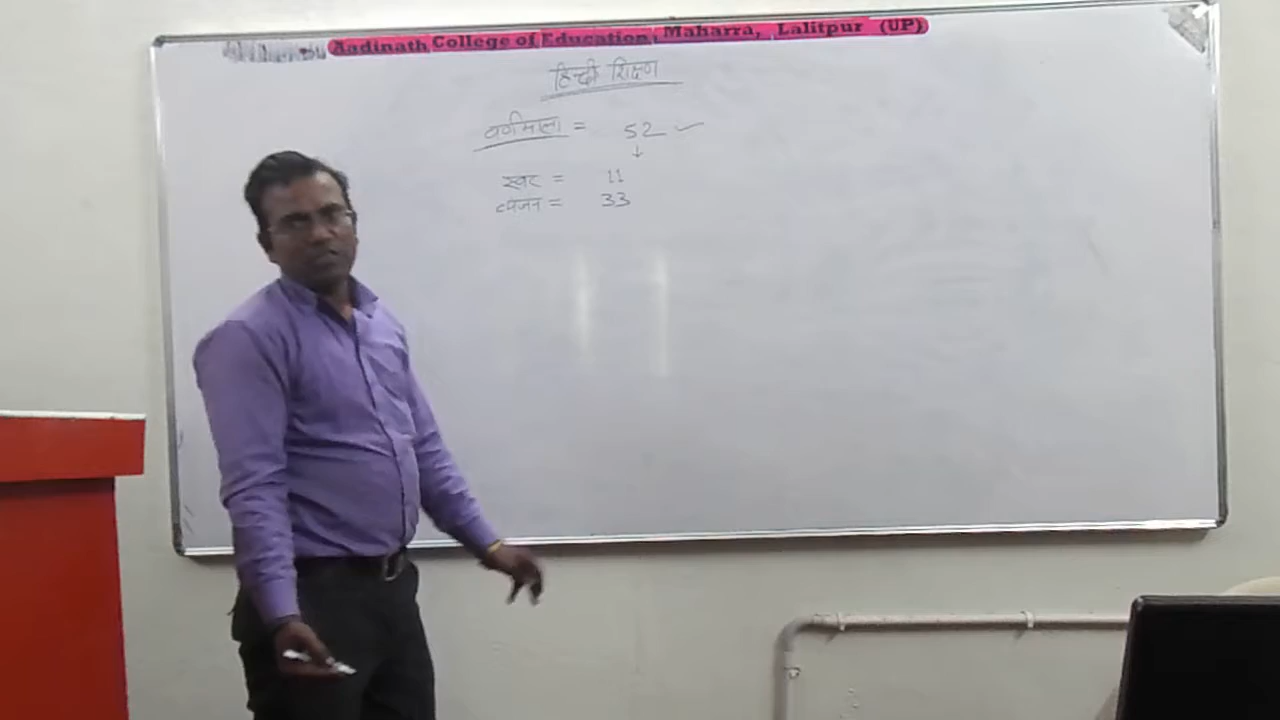 Aadinath College of Education, Maharra, Lalitpur (UP)
हिन्दी शिक्षण
वर्णमाला = 52 ✓
↓
स्वर = 11
व्यंजन = 33